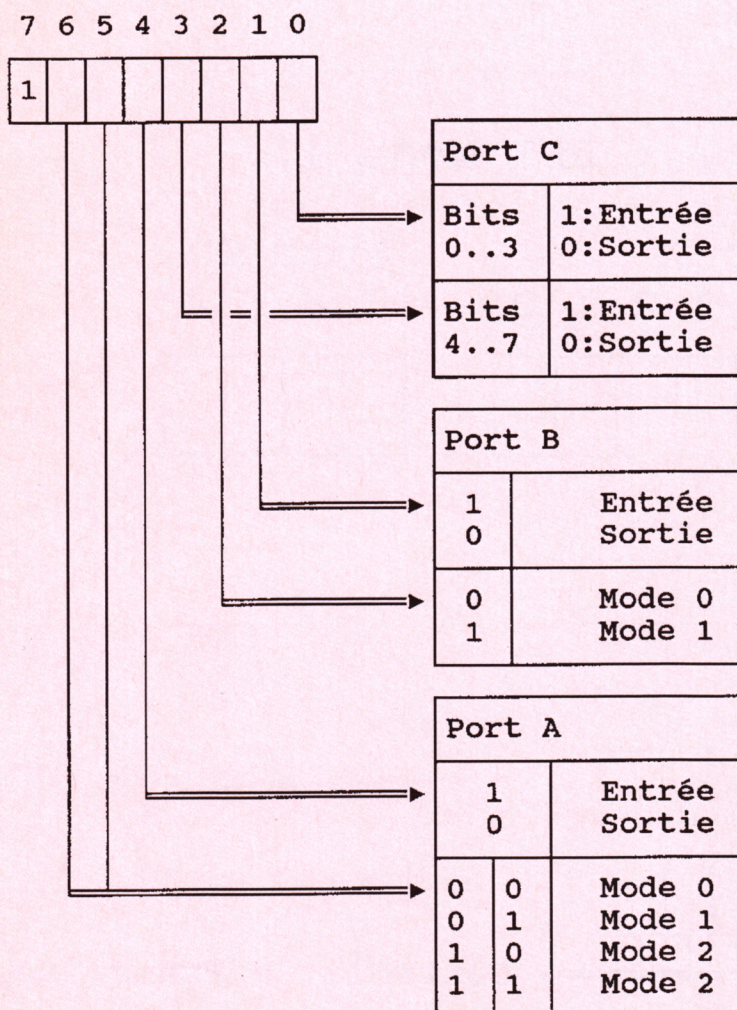 7 6 5 4 3 2 1 0
1
Port C
Bits 1:Entrée
0..3 0:Sortie
Bits 1:Entrée
4..7 0:Sortie
Port B
1 Entrée
0 Sortie
0 Mode 0
1 Mode 1
Port A
1 Entrée
0 Sortie
0 0 Mode 0
0 1 Mode 1
1 0 Mode 2
1 1 Mode 2